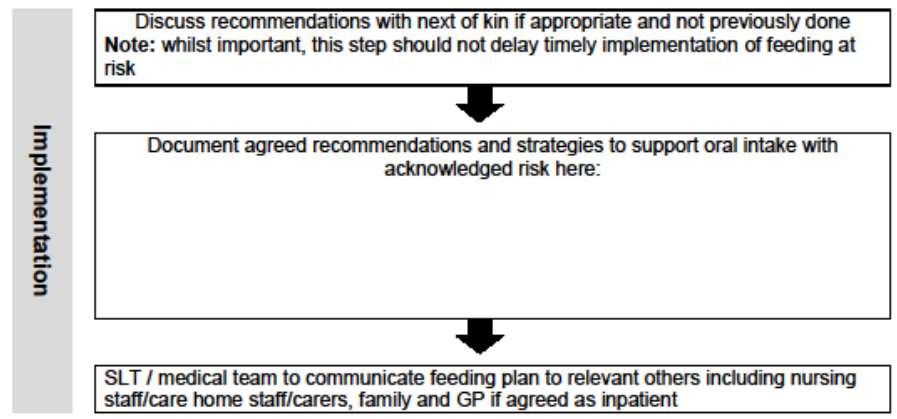 Implementation
Discuss recommendations with next of kin if appropriate and not previously done
Note: whilst important, this step should not delay timely implementation of feeding at
risk
Document agreed recommendations and strategies to support oral intake with
acknowledged risk here:
SLT / medical team to communicate feeding plan to relevant others including nursing
staff/care home staff/carers, family and GP if agreed as inpatient